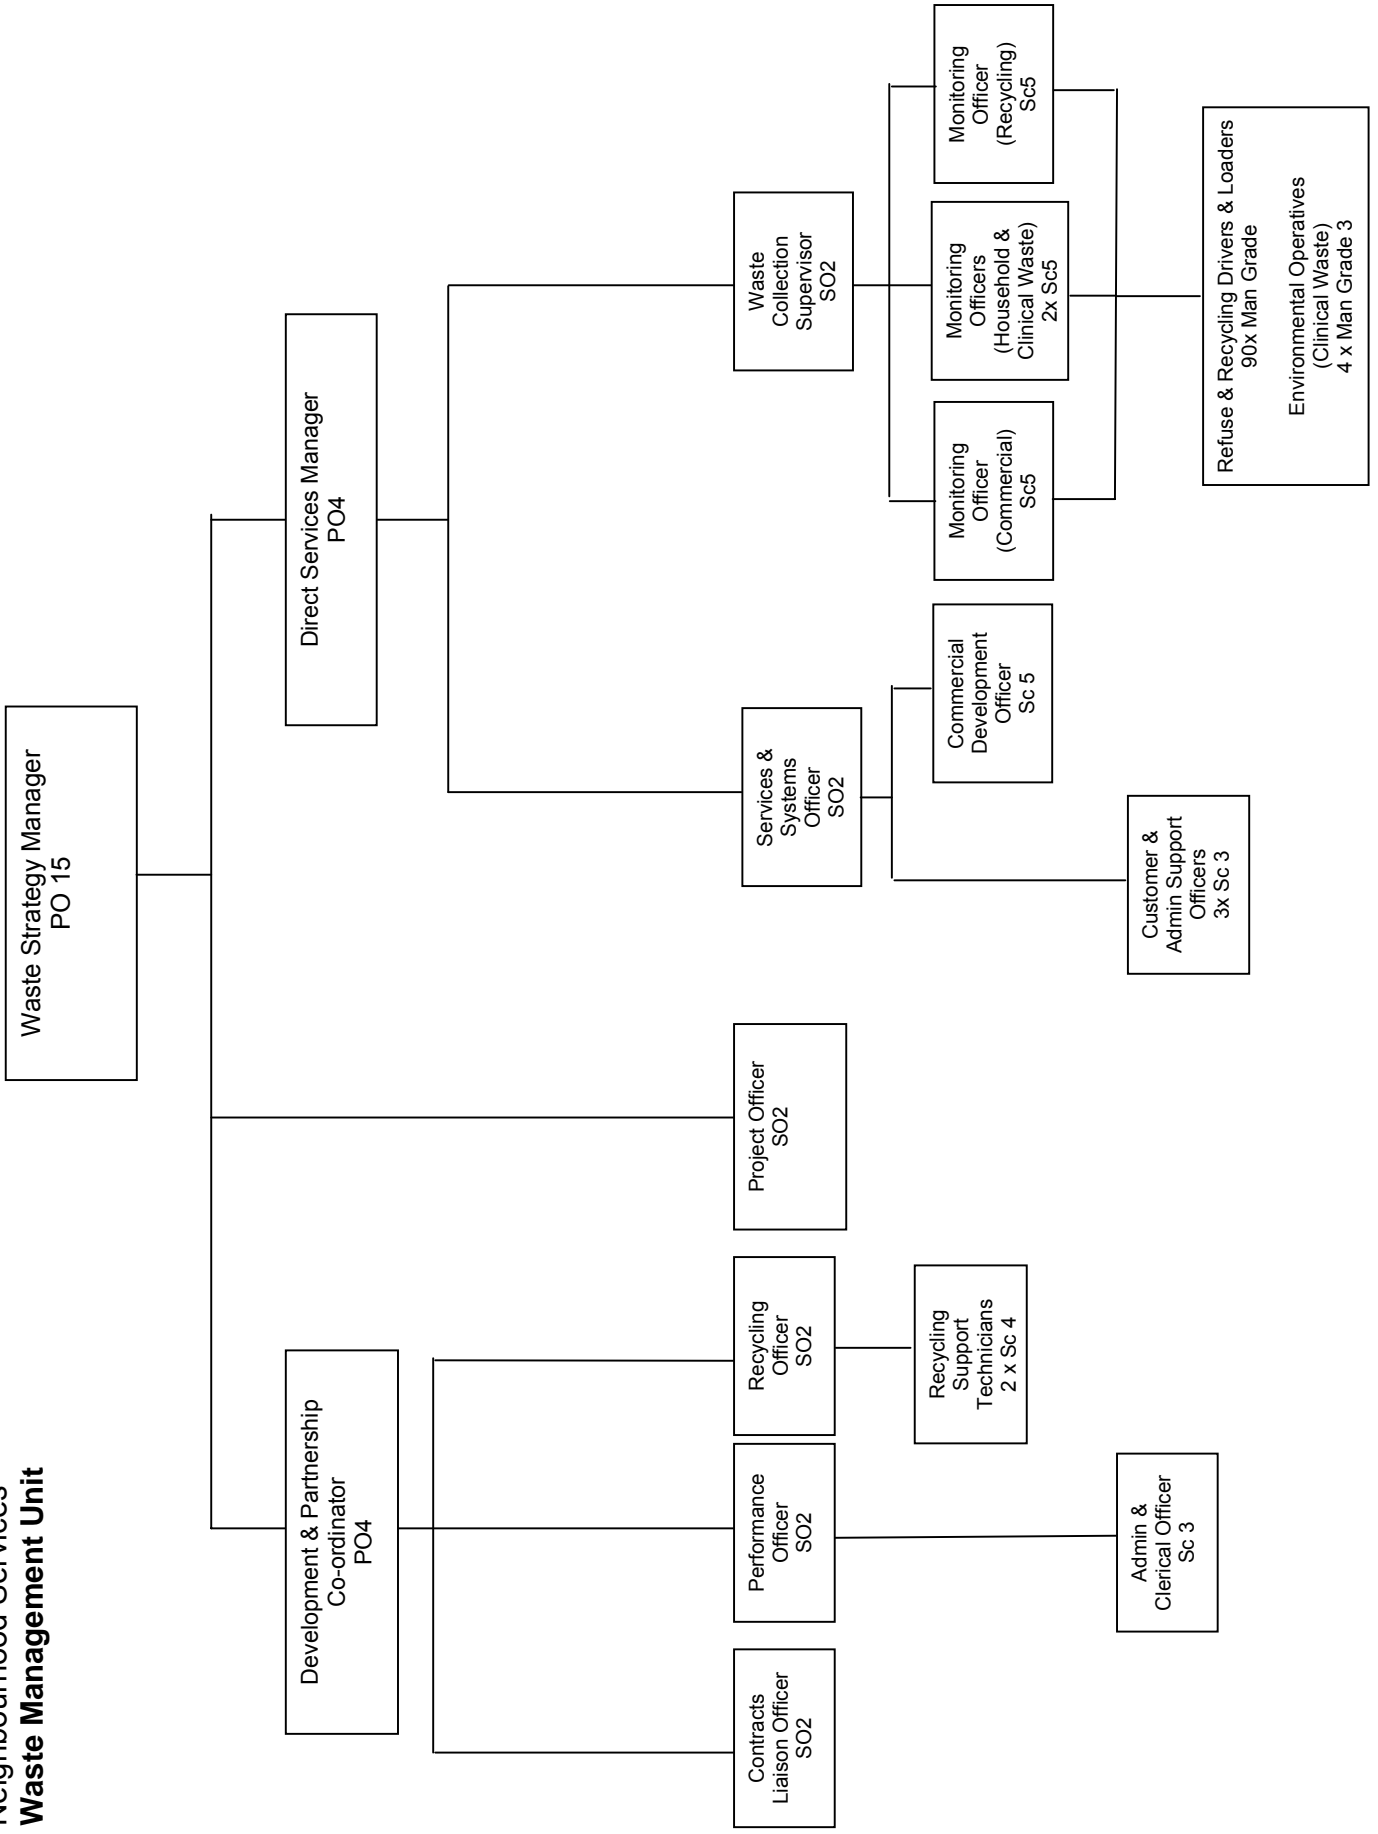 Neighbourhood Services
Waste Management Unit
Waste Strategy Manager
PO 15
Development & Partnership
Co-ordinator
PO4
Direct Services Manager
PO4
Contracts
Liaison Officer
SO2
Performance
Officer
SO2
Recycling
Officer
SO2
Project Officer
SO2
Services &
Systems
Officer
SO2
Waste
Collection
Supervisor
SO2
Recycling
Support
Technicians
2 x Sc 4
Commercial
Development
Officer
Sc 5
Monitoring
Officer
(Commercial)
Sc5
Monitoring
Officers
(Household &
Clinical Waste)
2x Sc5
Monitoring
Officer
(Recycling)
Sc5
Admin &
Clerical Officer
Sc 3
Customer &
Admin Support
Officers
3x Sc 3
Refuse & Recycling Drivers & Loaders
90x Man Grade
Environmental Operatives
(Clinical Waste)
4 x Man Grade 3